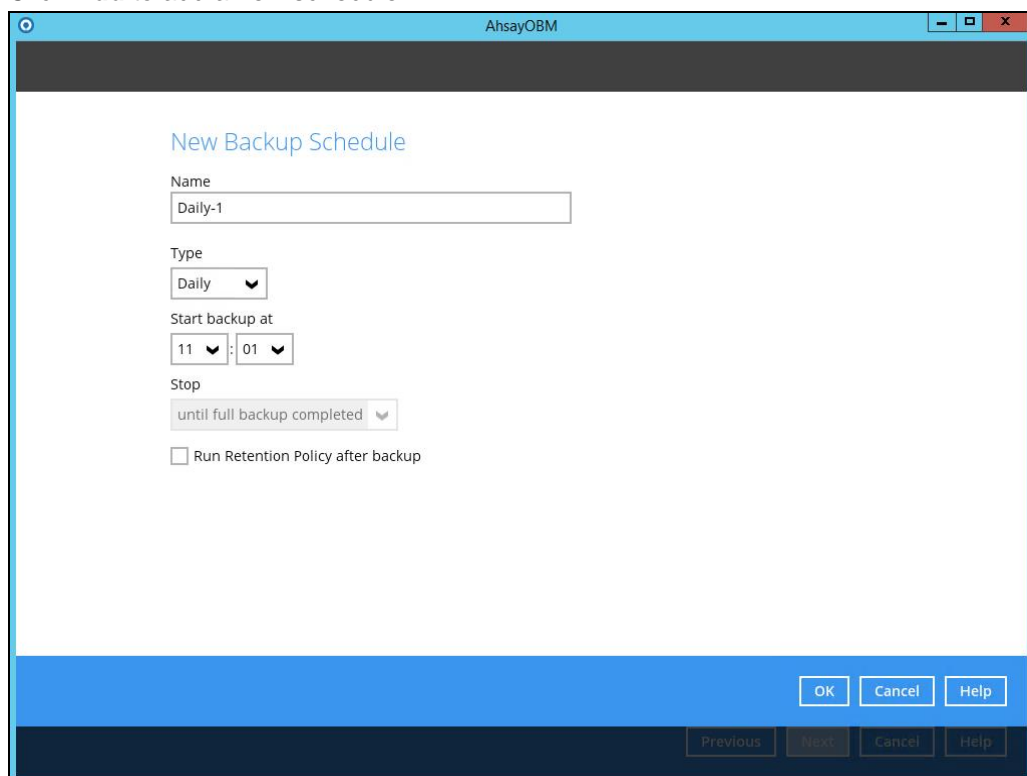 AhsayOBM
New Backup Schedule
Name
Daily-1
Type
Daily
Start backup at
11 : 01
Stop
until full backup completed
Run Retention Policy after backup
OK Cancel Help
Previous Next Cancel Help